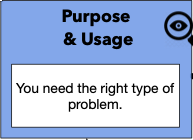 Purpose
& Usage
You need the right type of
problem.